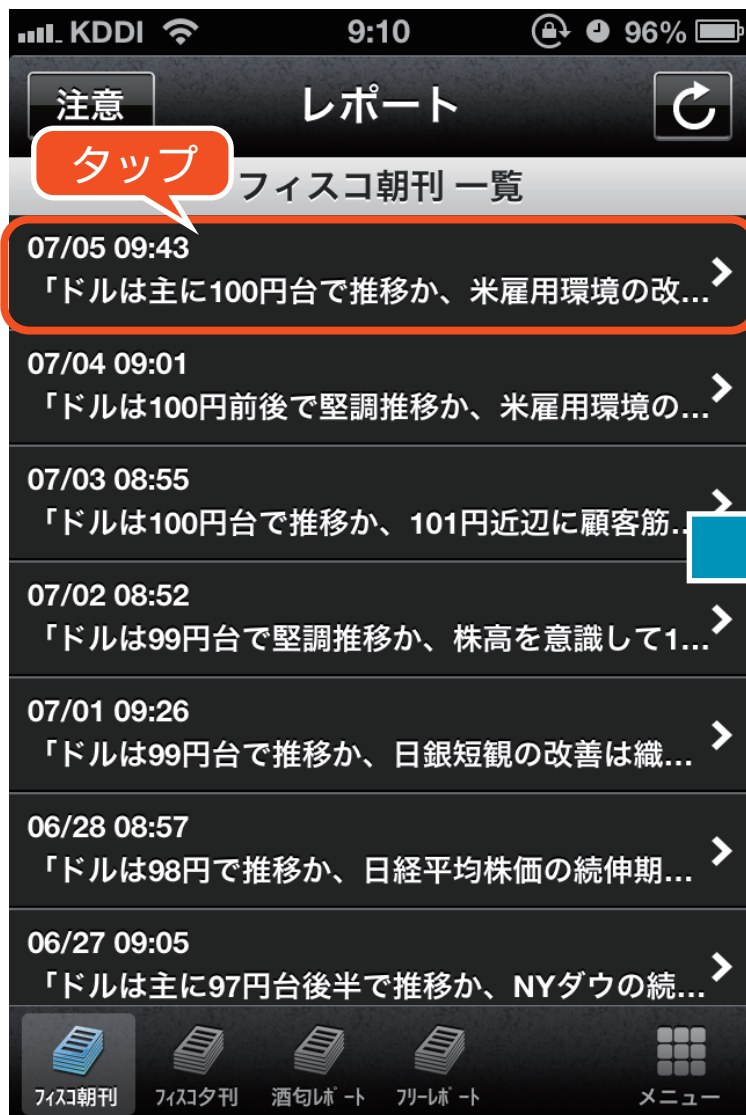 KDDI 9:10 96%
注意 レポート
タップ
フィスコ朝刊 一覧
07/05 09:43
「ドルは主に100円台で推移か、米雇用環境の改...
07/04 09:01
「ドルは100円前後で堅調推移か、米雇用環境の...
07/03 08:55
「ドルは100円台で推移か、101円近辺に顧客筋...
07/02 08:52
「ドルは99円台で堅調推移か、株高を意識して1...
07/01 09:26
「ドルは99円台で推移か、日銀短観の改善は織...
06/28 08:57
「ドルは98円で推移か、日経平均株価の続伸期...
06/27 09:05
「ドルは主に97円台後半で推移か、NYダウの続...
フィスコ朝刊 フィスコ夕刊 酒匂レポート フリーレポート メニュー